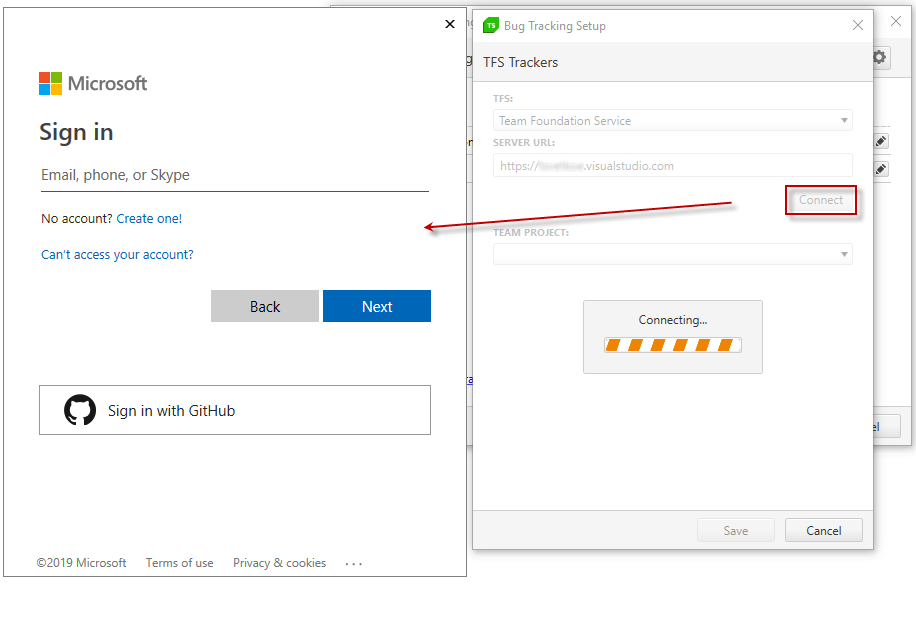 Microsoft
Sign in
Email, phone, or Skype
No account? Create one!
Can't access your account?
Back
Next
Sign in with GitHub
©2019 Microsoft
Terms of use
Privacy & cookies
...
TS
Bug Tracking Setup
TFS Trackers
TFS:
Team Foundation Service
SERVER URL:
https:// .visualstudio.com
Connect
TEAM PROJECT:
Connecting...
Save
Cancel